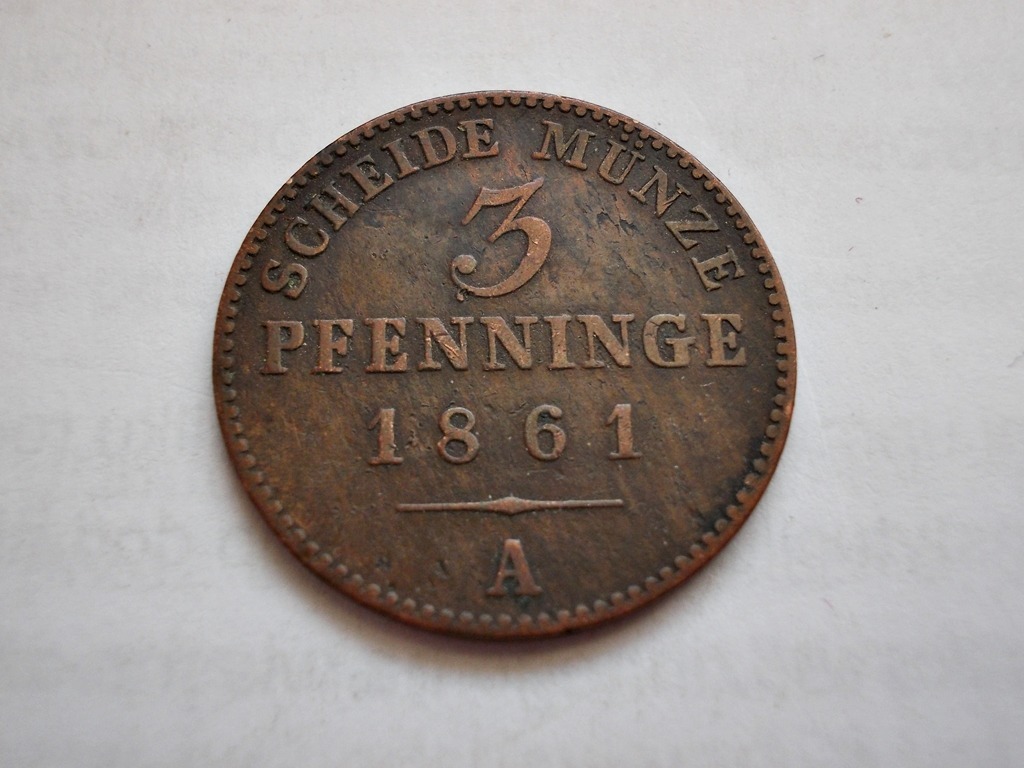 SCHEIDE MÜNZE
3
PFENNINGE
1861
A